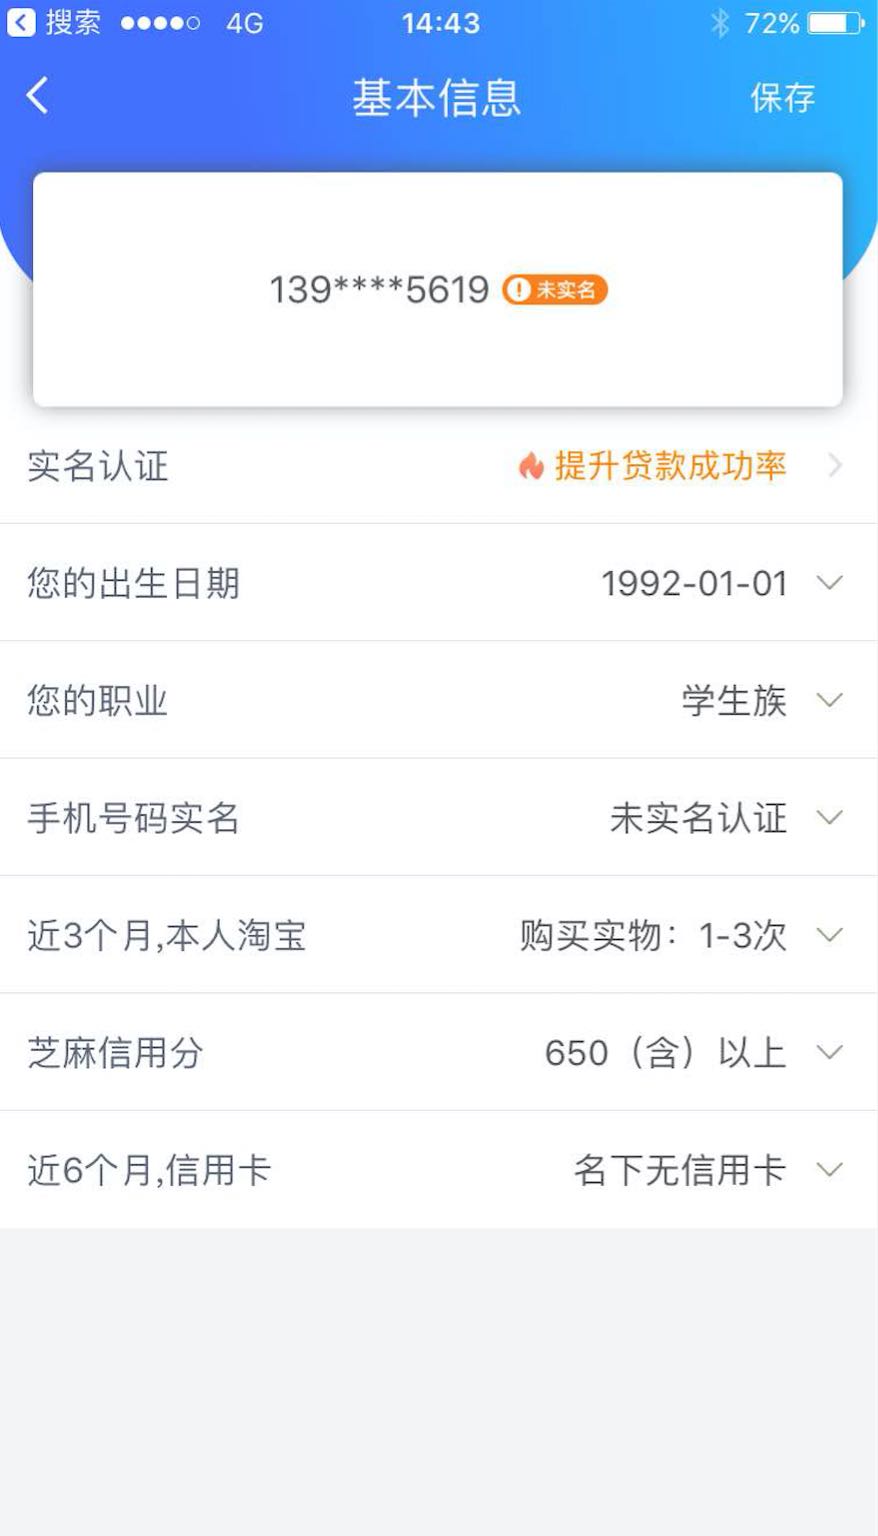 搜索 4G 14:43 72%
基本信息 保存
139****5619 未实名
实名认证 提升贷款成功率
您的出生日期 1992-01-01
您的职业 学生族
手机号码实名 未实名认证
近3个月,本人淘宝 购买实物：1-3次
芝麻信用分 650（含）以上
近6个月,信用卡 名下无信用卡